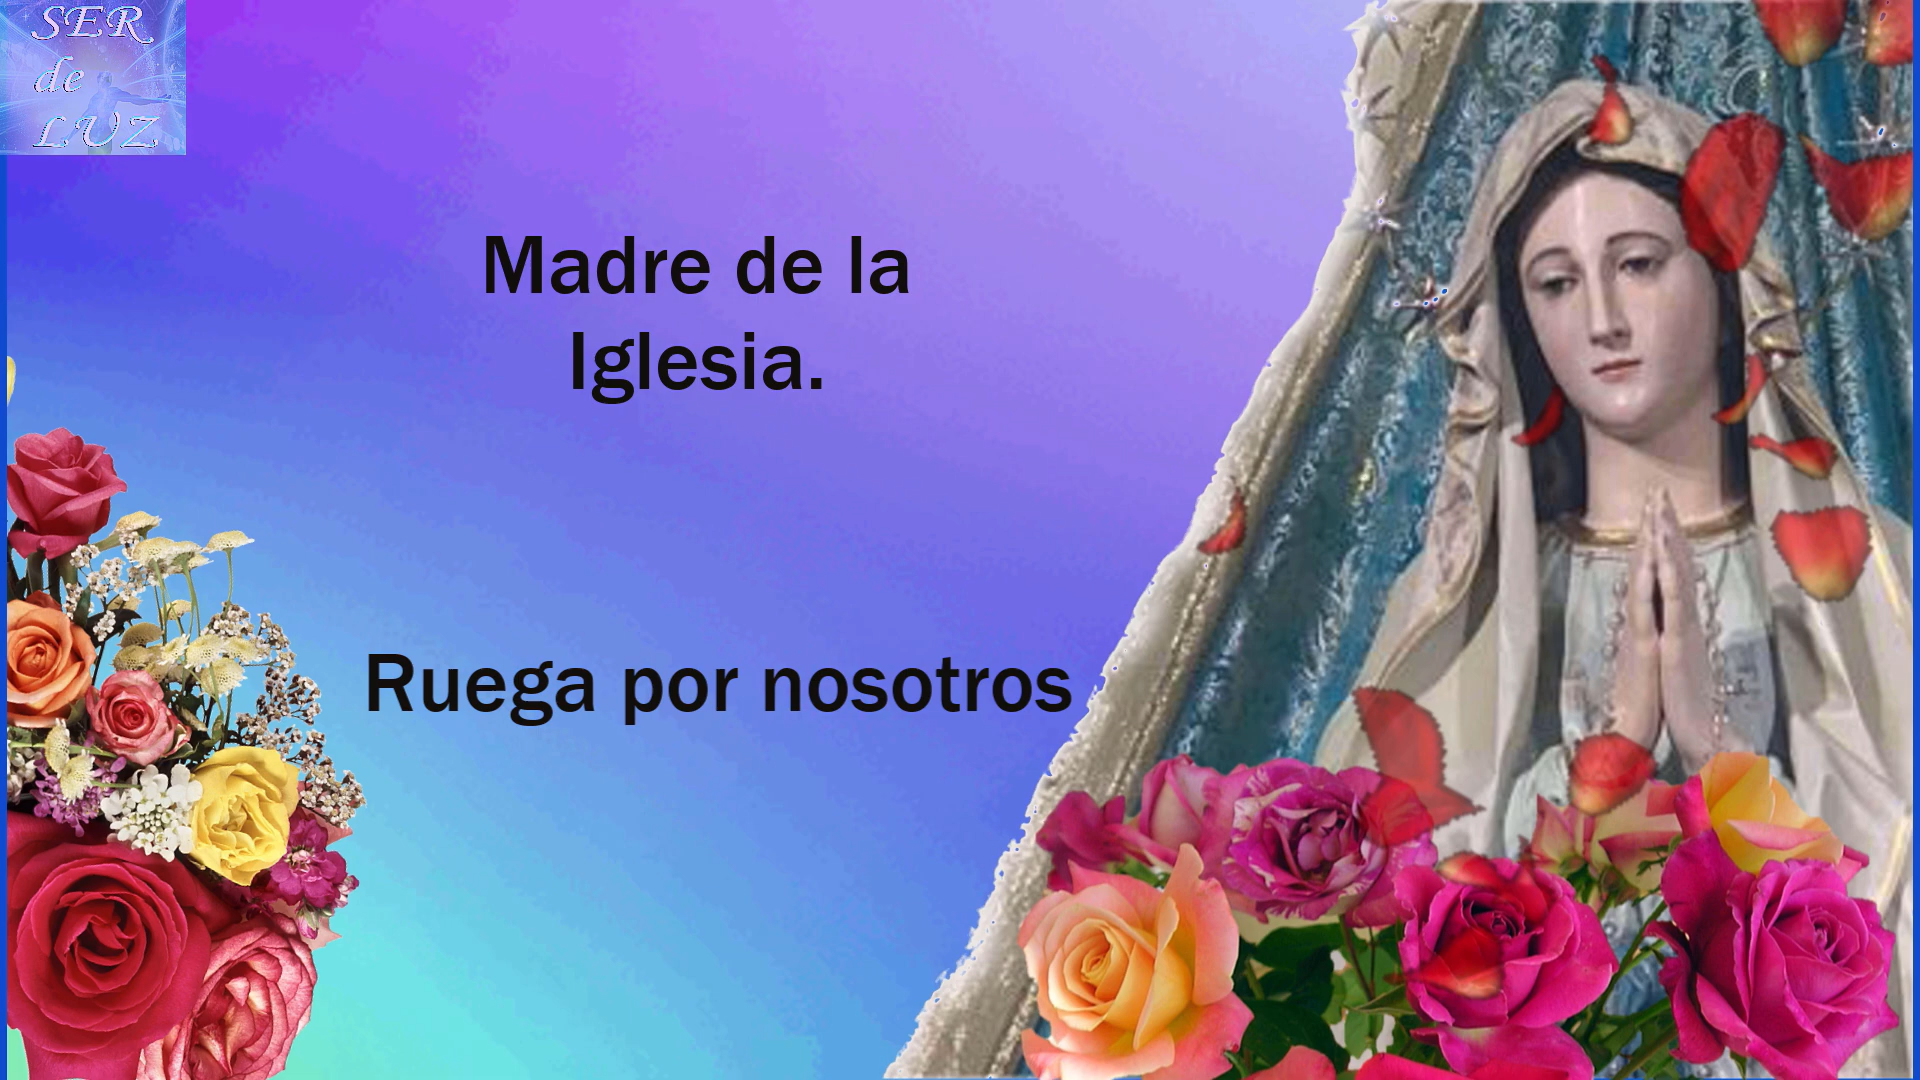 SER
de
LUZ
Madre de la
Iglesia.
Ruega por nosotros